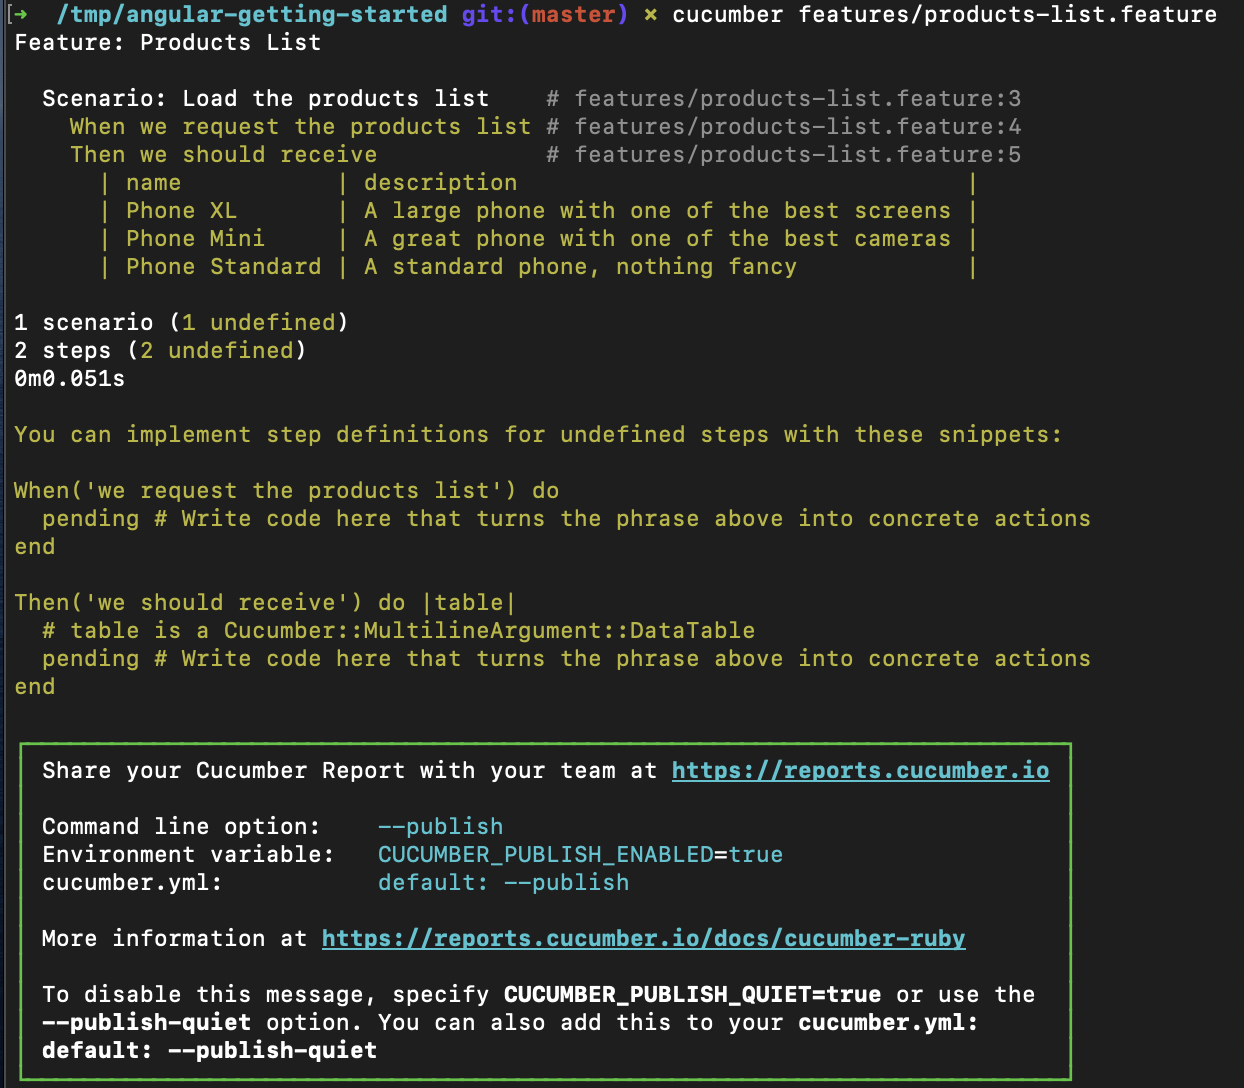 [➜  /tmp/angular-getting-started git:(master) ✗ cucumber features/products-list.feature
Feature: Products List

  Scenario: Load the products list    # features/products-list.feature:3
    When we request the products list # features/products-list.feature:4
    Then we should receive            # features/products-list.feature:5
      | name           | description                                |
      | Phone XL       | A large phone with one of the best screens |
      | Phone Mini     | A great phone with one of the best cameras |
      | Phone Standard | A standard phone, nothing fancy            |

1 scenario (1 undefined)
2 steps (2 undefined)
0m0.051s

You can implement step definitions for undefined steps with these snippets:

When('we request the products list') do
  pending # Write code here that turns the phrase above into concrete actions
end

Then('we should receive') do |table|
  # table is a Cucumber::MultilineArgument::DataTable
  pending # Write code here that turns the phrase above into concrete actions
end

Share your Cucumber Report with your team at https://reports.cucumber.io

Command line option:    --publish
Environment variable:   CUCUMBER_PUBLISH_ENABLED=true
cucumber.yml:           default: --publish

More information at https://reports.cucumber.io/docs/cucumber-ruby

To disable this message, specify CUCUMBER_PUBLISH_QUIET=true or use the
--publish-quiet option. You can also add this to your cucumber.yml:
default: --publish-quiet